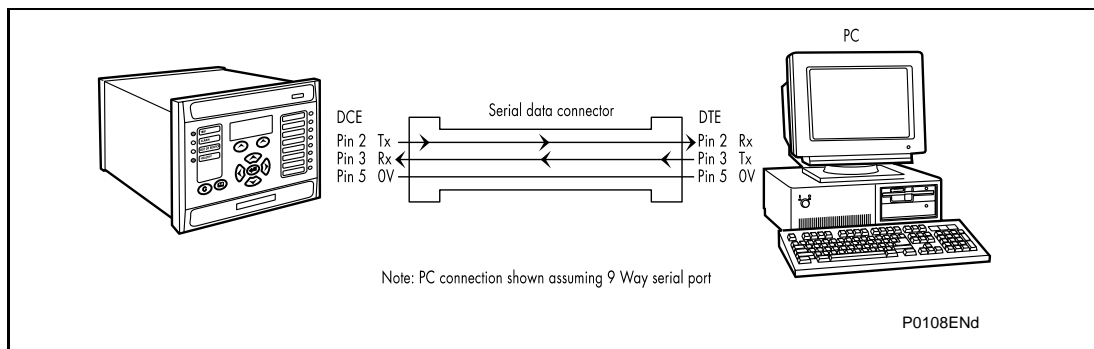 PC
Serial data connector
DCE
DTE
Pin 2 Tx
Pin 2 Rx
Pin 3 Rx
Pin 3 Tx
Pin 5 0V
Pin 5 0V
Note: PC connection shown assuming 9 Way serial port
P0108ENd